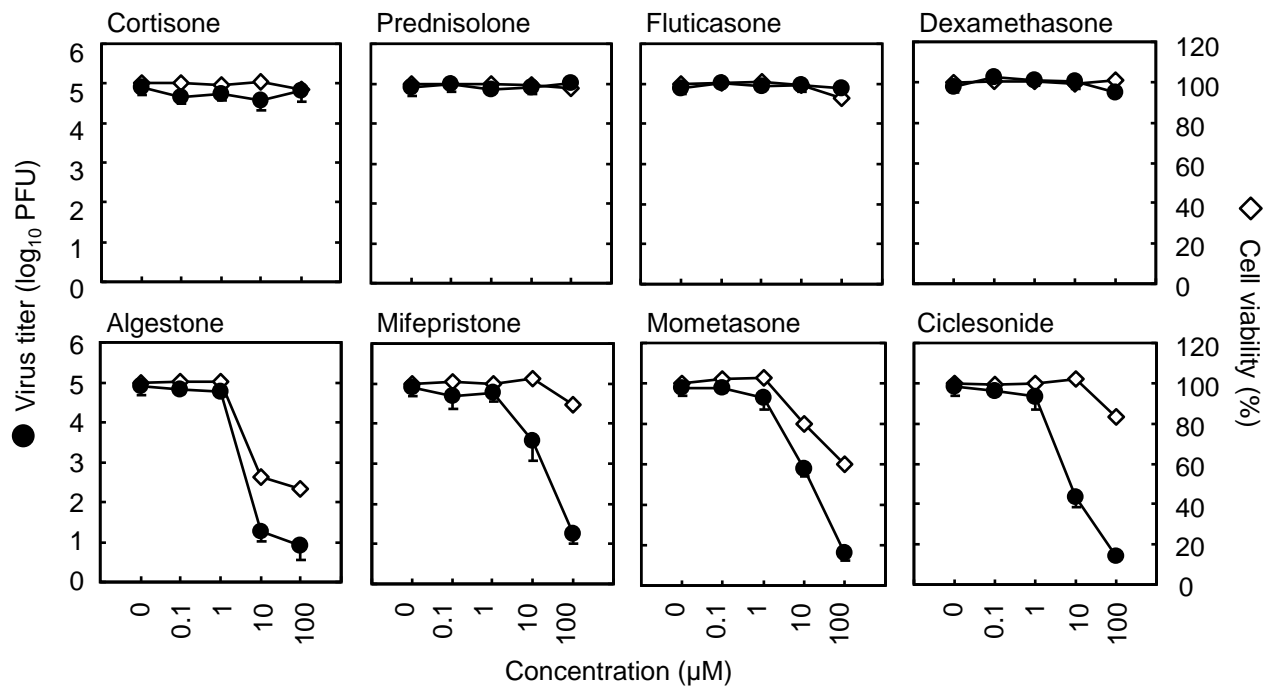 Cortisone
Prednisolone
Fluticasone
Dexamethasone
6
5
4
3
2
1
0
120
100
80
60
40
20
0
Algestone
Mifepristone
Mometasone
Ciclesonide
6
5
4
3
2
1
0
120
100
80
60
40
20
0
0 0.1 1 10 100
0 0.1 1 10 100
0 0.1 1 10 100
0 0.1 1 10 100
Concentration (µM)
Virus titer (log10 PFU)
Cell viability (%)